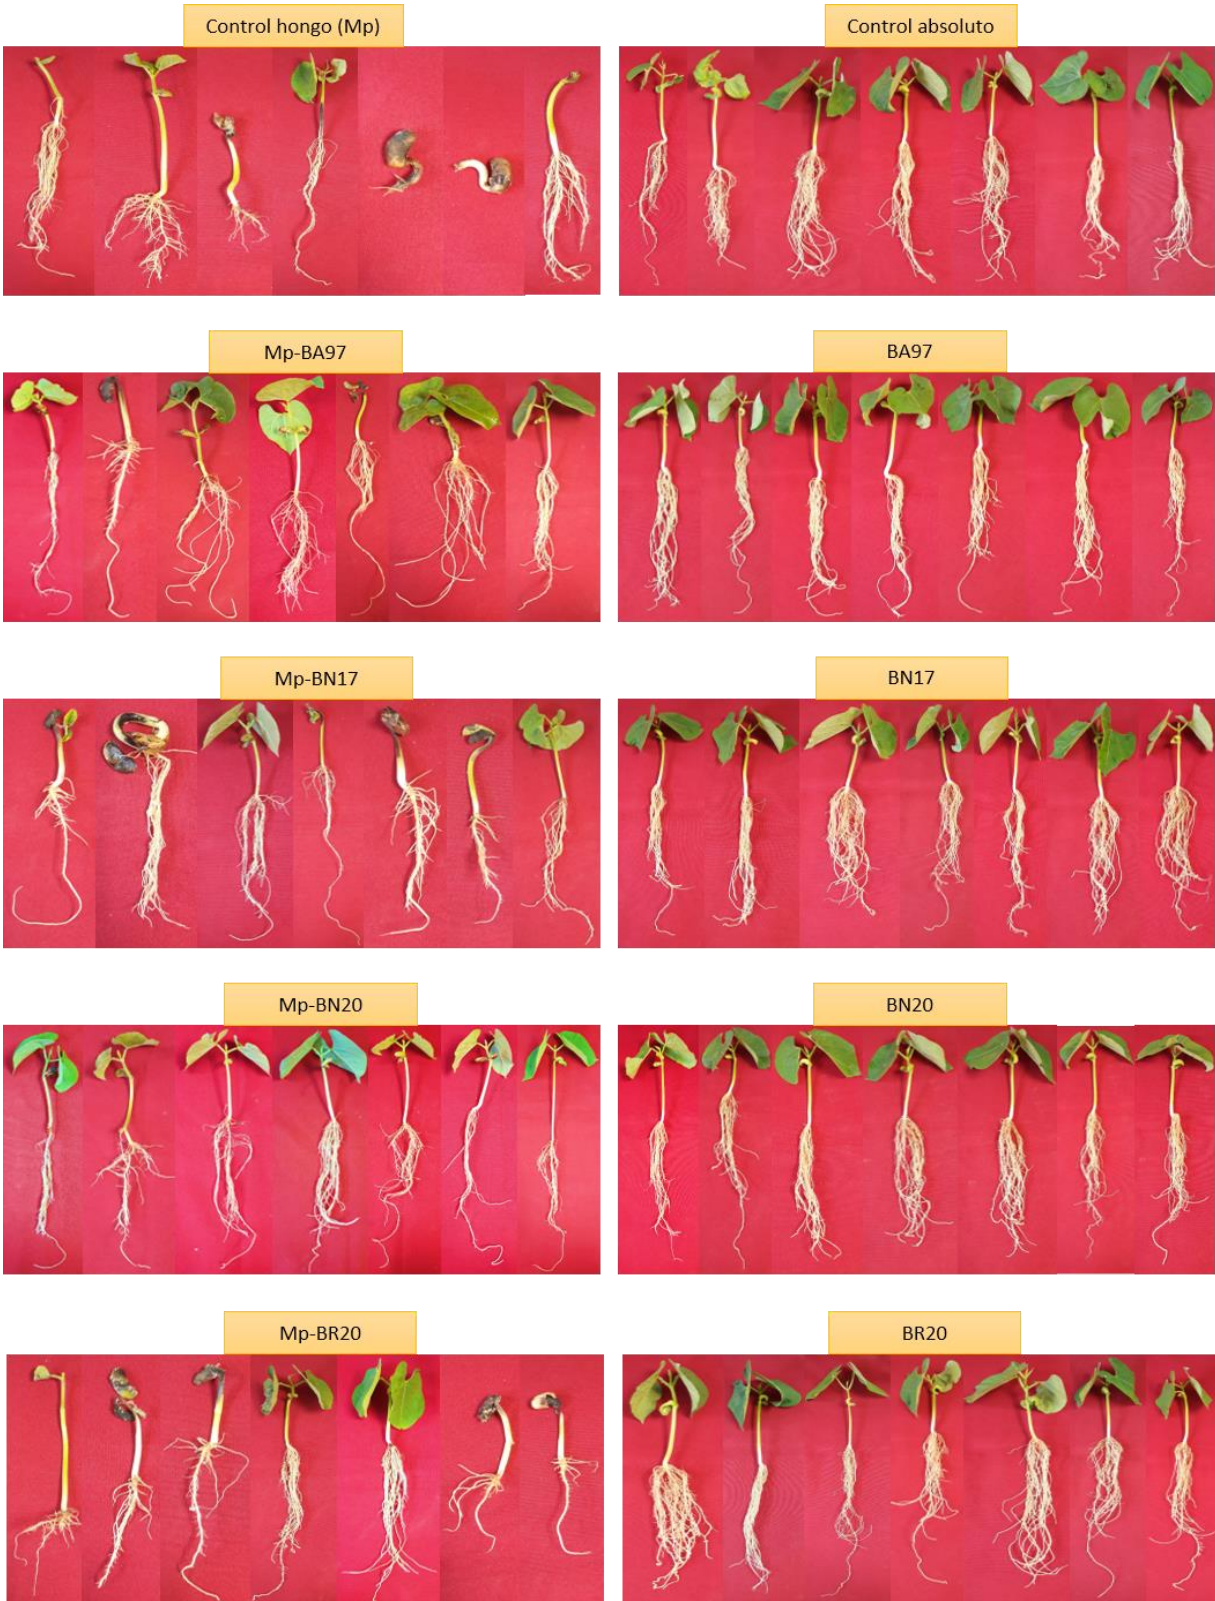 Control hongo (Mp)
Control absoluto
Mp-BA97
BA97
Mp-BN17
BN17
Mp-BN20
BN20
Mp-BR20
BR20